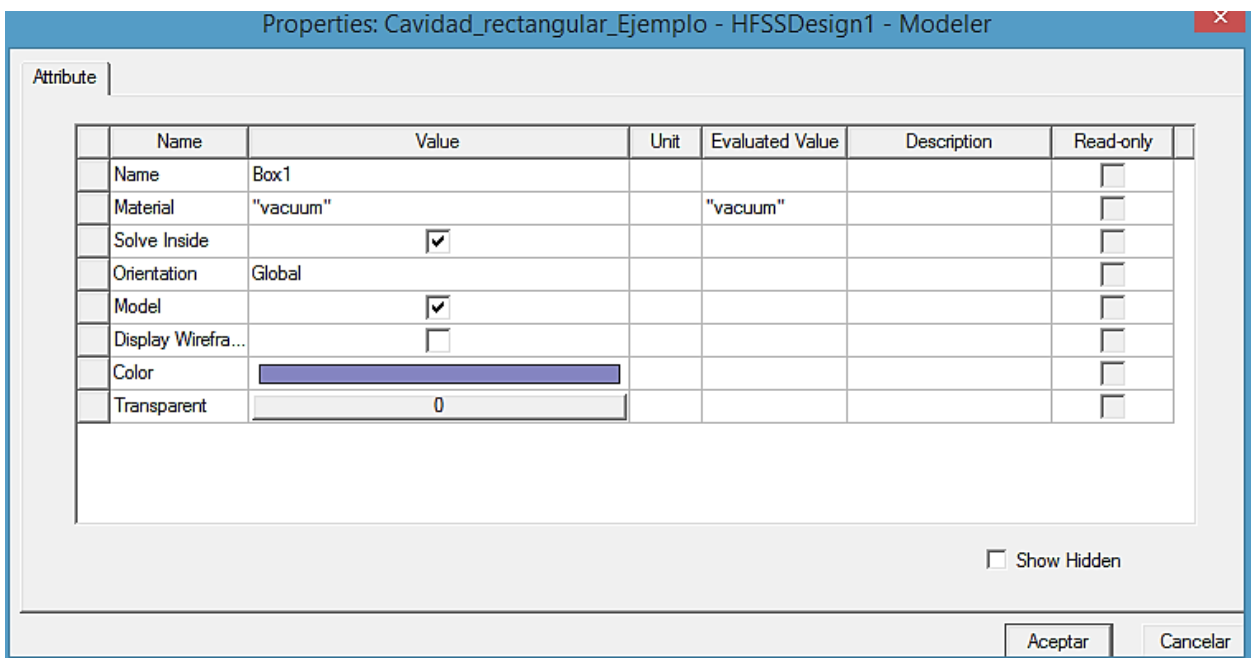 Properties: Cavidad_rectangular_Ejemplo - HFSSDesign1 - Modeler
Attribute
Name Value Unit Evaluated Value Description Read-only
Name Box1
Material "vacuum" "vacuum"
Solve Inside
Orientation Global
Model
Display Wirefra...
Color
Transparent 0
Show Hidden
Aceptar Cancelar